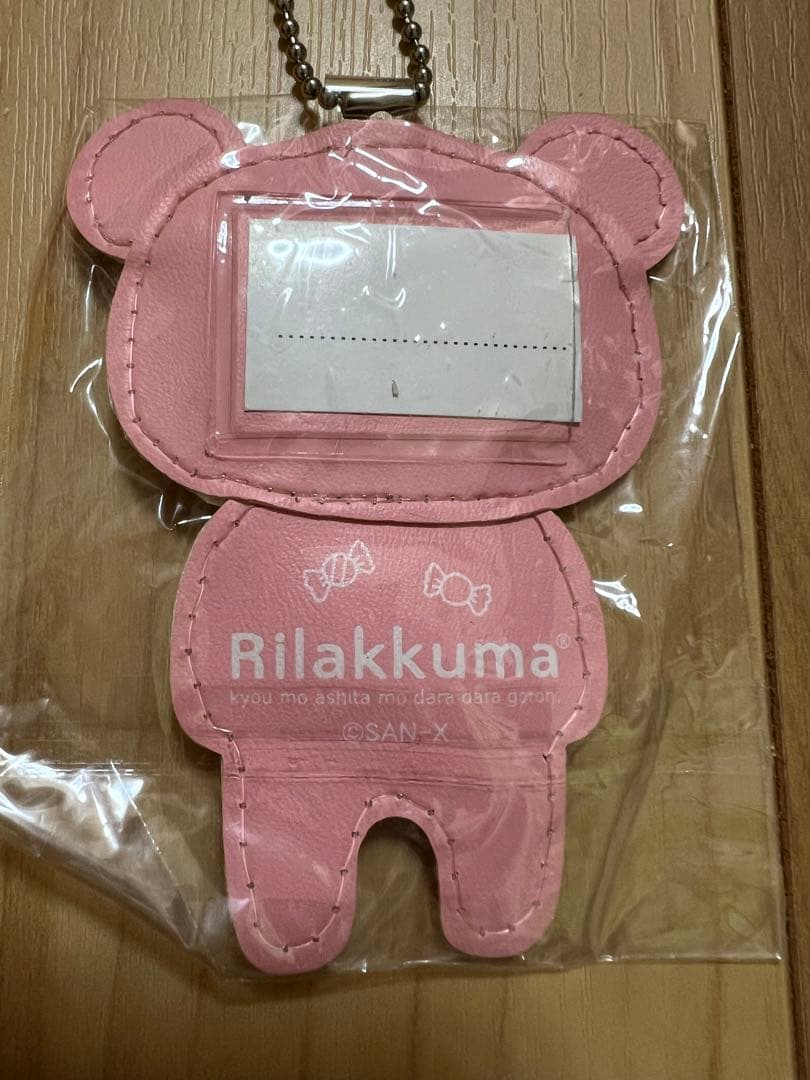 Rilakkuma®
kyou mo ashita mo dara dara goron.
©SAN-X